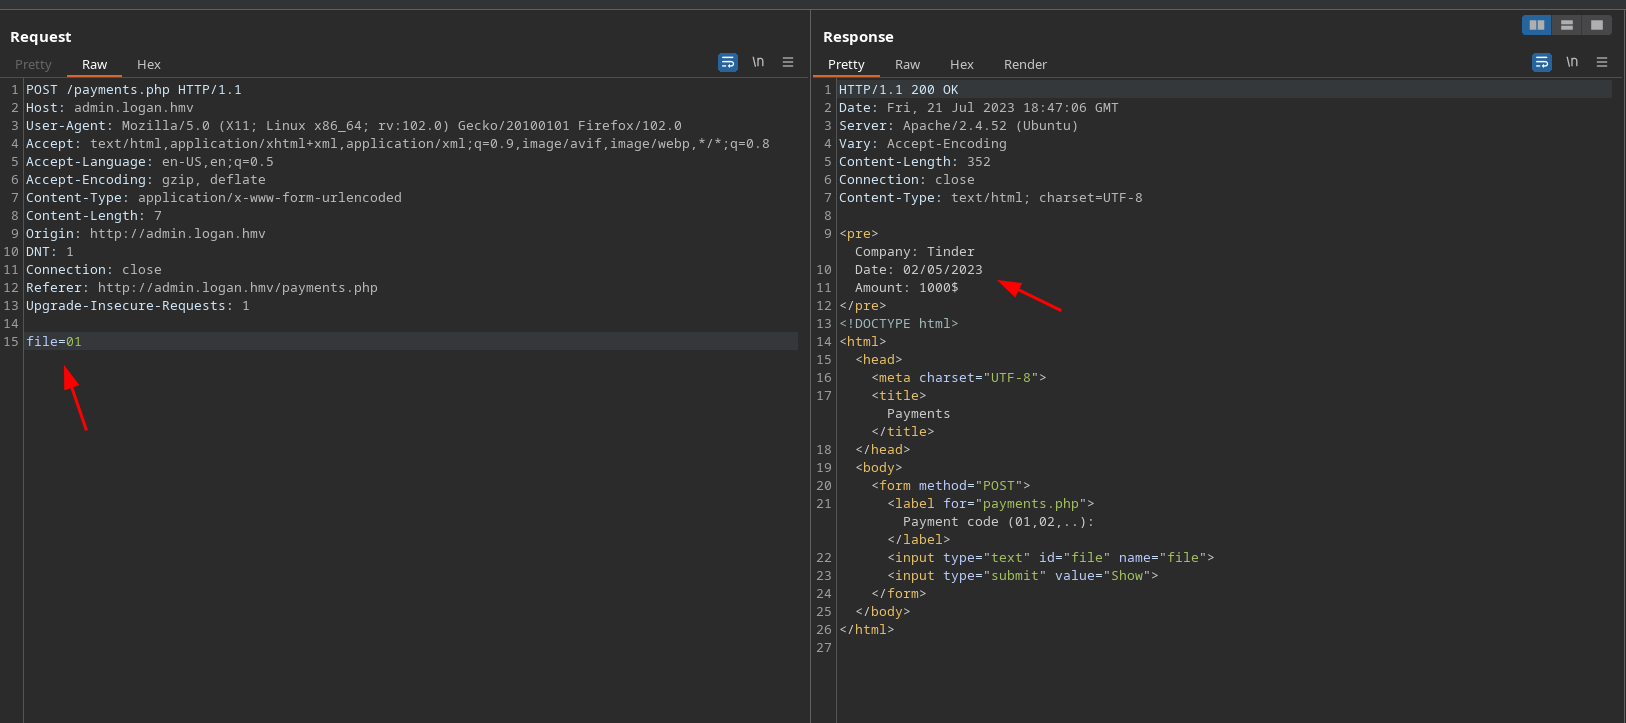 Request
Pretty Raw Hex \n
1 POST /payments.php HTTP/1.1
2 Host: admin.logan.hmv
3 User-Agent: Mozilla/5.0 (X11; Linux x86_64; rv:102.0) Gecko/20100101 Firefox/102.0
4 Accept: text/html,application/xhtml+xml,application/xml;q=0.9,image/avif,image/webp,*/*;q=0.8
5 Accept-Language: en-US,en;q=0.5
6 Accept-Encoding: gzip, deflate
7 Content-Type: application/x-www-form-urlencoded
8 Content-Length: 7
9 Origin: http://admin.logan.hmv
10 DNT: 1
11 Connection: close
12 Referer: http://admin.logan.hmv/payments.php
13 Upgrade-Insecure-Requests: 1
14
15 file=01
Response
Pretty Raw Hex Render \n
1 HTTP/1.1 200 OK
2 Date: Fri, 21 Jul 2023 18:47:06 GMT
3 Server: Apache/2.4.52 (Ubuntu)
4 Vary: Accept-Encoding
5 Content-Length: 352
6 Connection: close
7 Content-Type: text/html; charset=UTF-8
8
9 <pre>
Company: Tinder
10 Date: 02/05/2023
11 Amount: 1000$
12 </pre>
13 <!DOCTYPE html>
14 <html>
15 <head>
16 <meta charset="UTF-8">
17 <title>
Payments
</title>
18 </head>
19 <body>
20 <form method="POST">
21 <label for="payments.php">
Payment code (01,02,..):
</label>
22 <input type="text" id="file" name="file">
23 <input type="submit" value="Show">
24 </form>
25 </body>
26 </html>
27